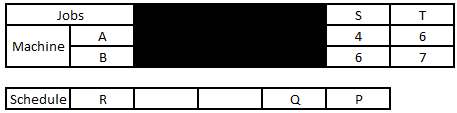 Jobs S T
Machine A 4 6
B 6 7
Schedule R Q P